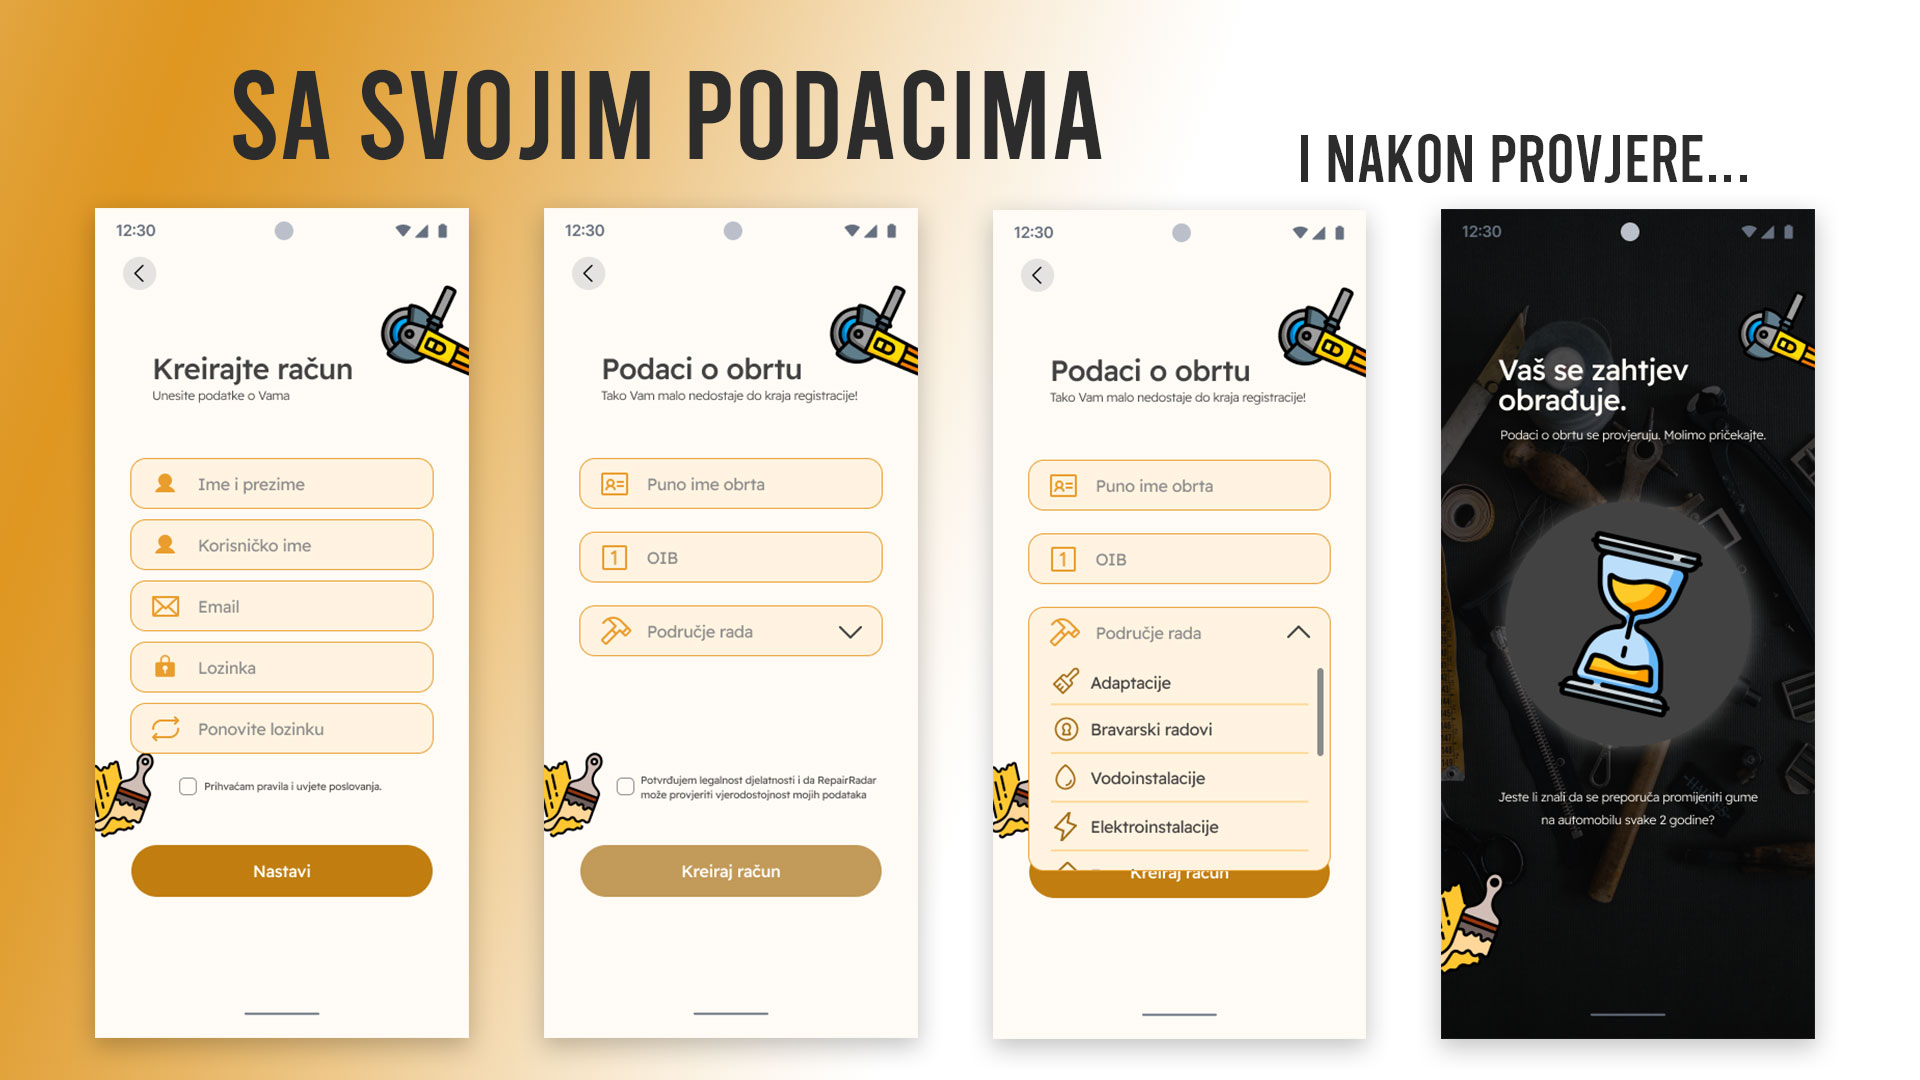 SA SVOJIM PODACIMA
I NAKON PROVJERE...
12:30
Kreirajte račun
Unesite podatke o Vama
Ime i prezime
Korisničko ime
Email
Lozinka
Ponovite lozinku
Prihvaćam pravila i uvjete poslovanja.
Nastavi
12:30
Podaci o obrtu
Tako Vam malo nedostaje do kraja registracije!
Puno ime obrta
1
OIB
Područje rada
Potvrđujem legalnost djelatnosti i da RepairRadar
može provjeriti vjerodostojnost mojih podataka
Kreiraj račun
12:30
Podaci o obrtu
Tako Vam malo nedostaje do kraja registracije!
Puno ime obrta
1
OIB
Područje rada
Adaptacije
Bravarski radovi
Vodoinstalacije
Elektroinstalacije
Kreiraj račun
12:30
Vaš se zahtjev
obrađuje.
Podaci o obrtu se provjeruju. Molimo pričekajte.
Jeste li znali da se preporuča promijeniti gume
na automobilu svake 2 godine?